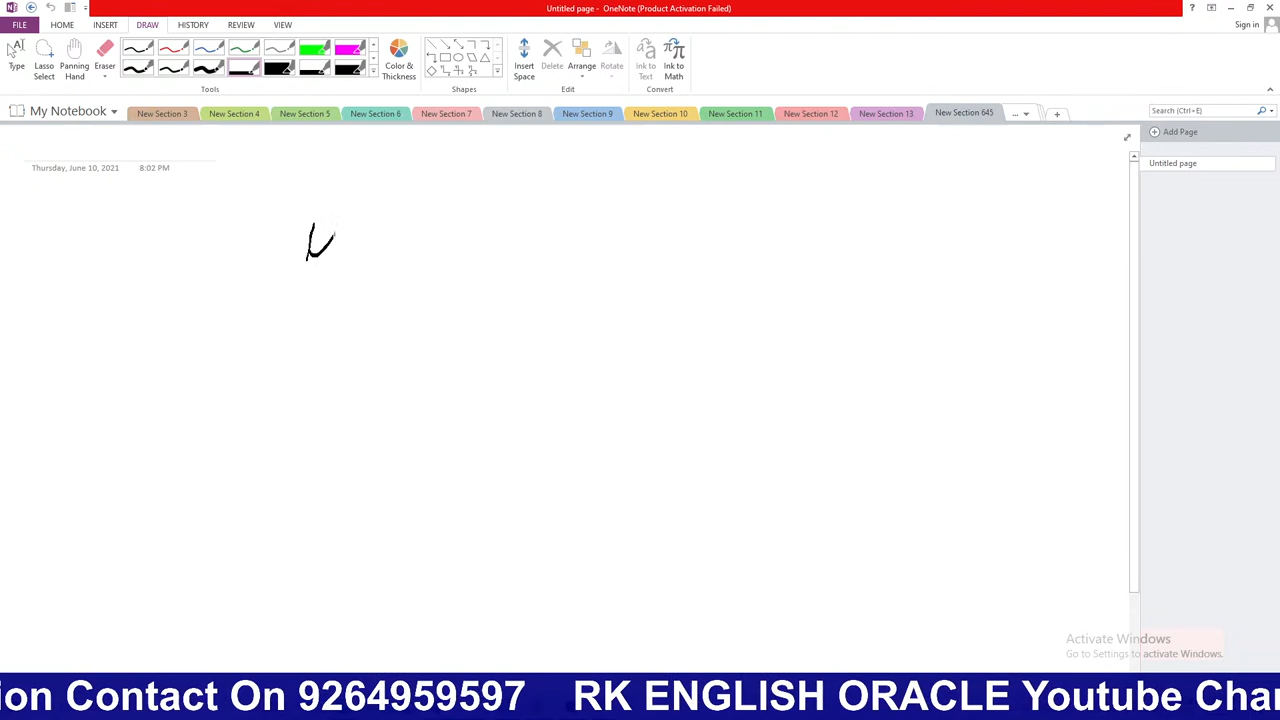 Untitled page - OneNote (Product Activation Failed)
Sign in
FILE HOME INSERT DRAW HISTORY REVIEW VIEW
Type
Lasso Select
Panning Hand
Eraser
Color & Thickness
Insert Space
Delete
Arrange
Rotate
Ink to Text
Ink to Math
Tools Shapes Edit Convert
My Notebook New Section 3 New Section 4 New Section 5 New Section 6 New Section 7 New Section 8 New Section 9 New Section 10 New Section 11 New Section 12 New Section 13 New Section 645 ...
Search (Ctrl+E)
Add Page
Untitled page
Thursday, June 10, 2021 8:02 PM
Activate Windows
Go to Settings to activate Windows.
ion Contact On 9264959597 RK ENGLISH ORACLE Youtube Chan